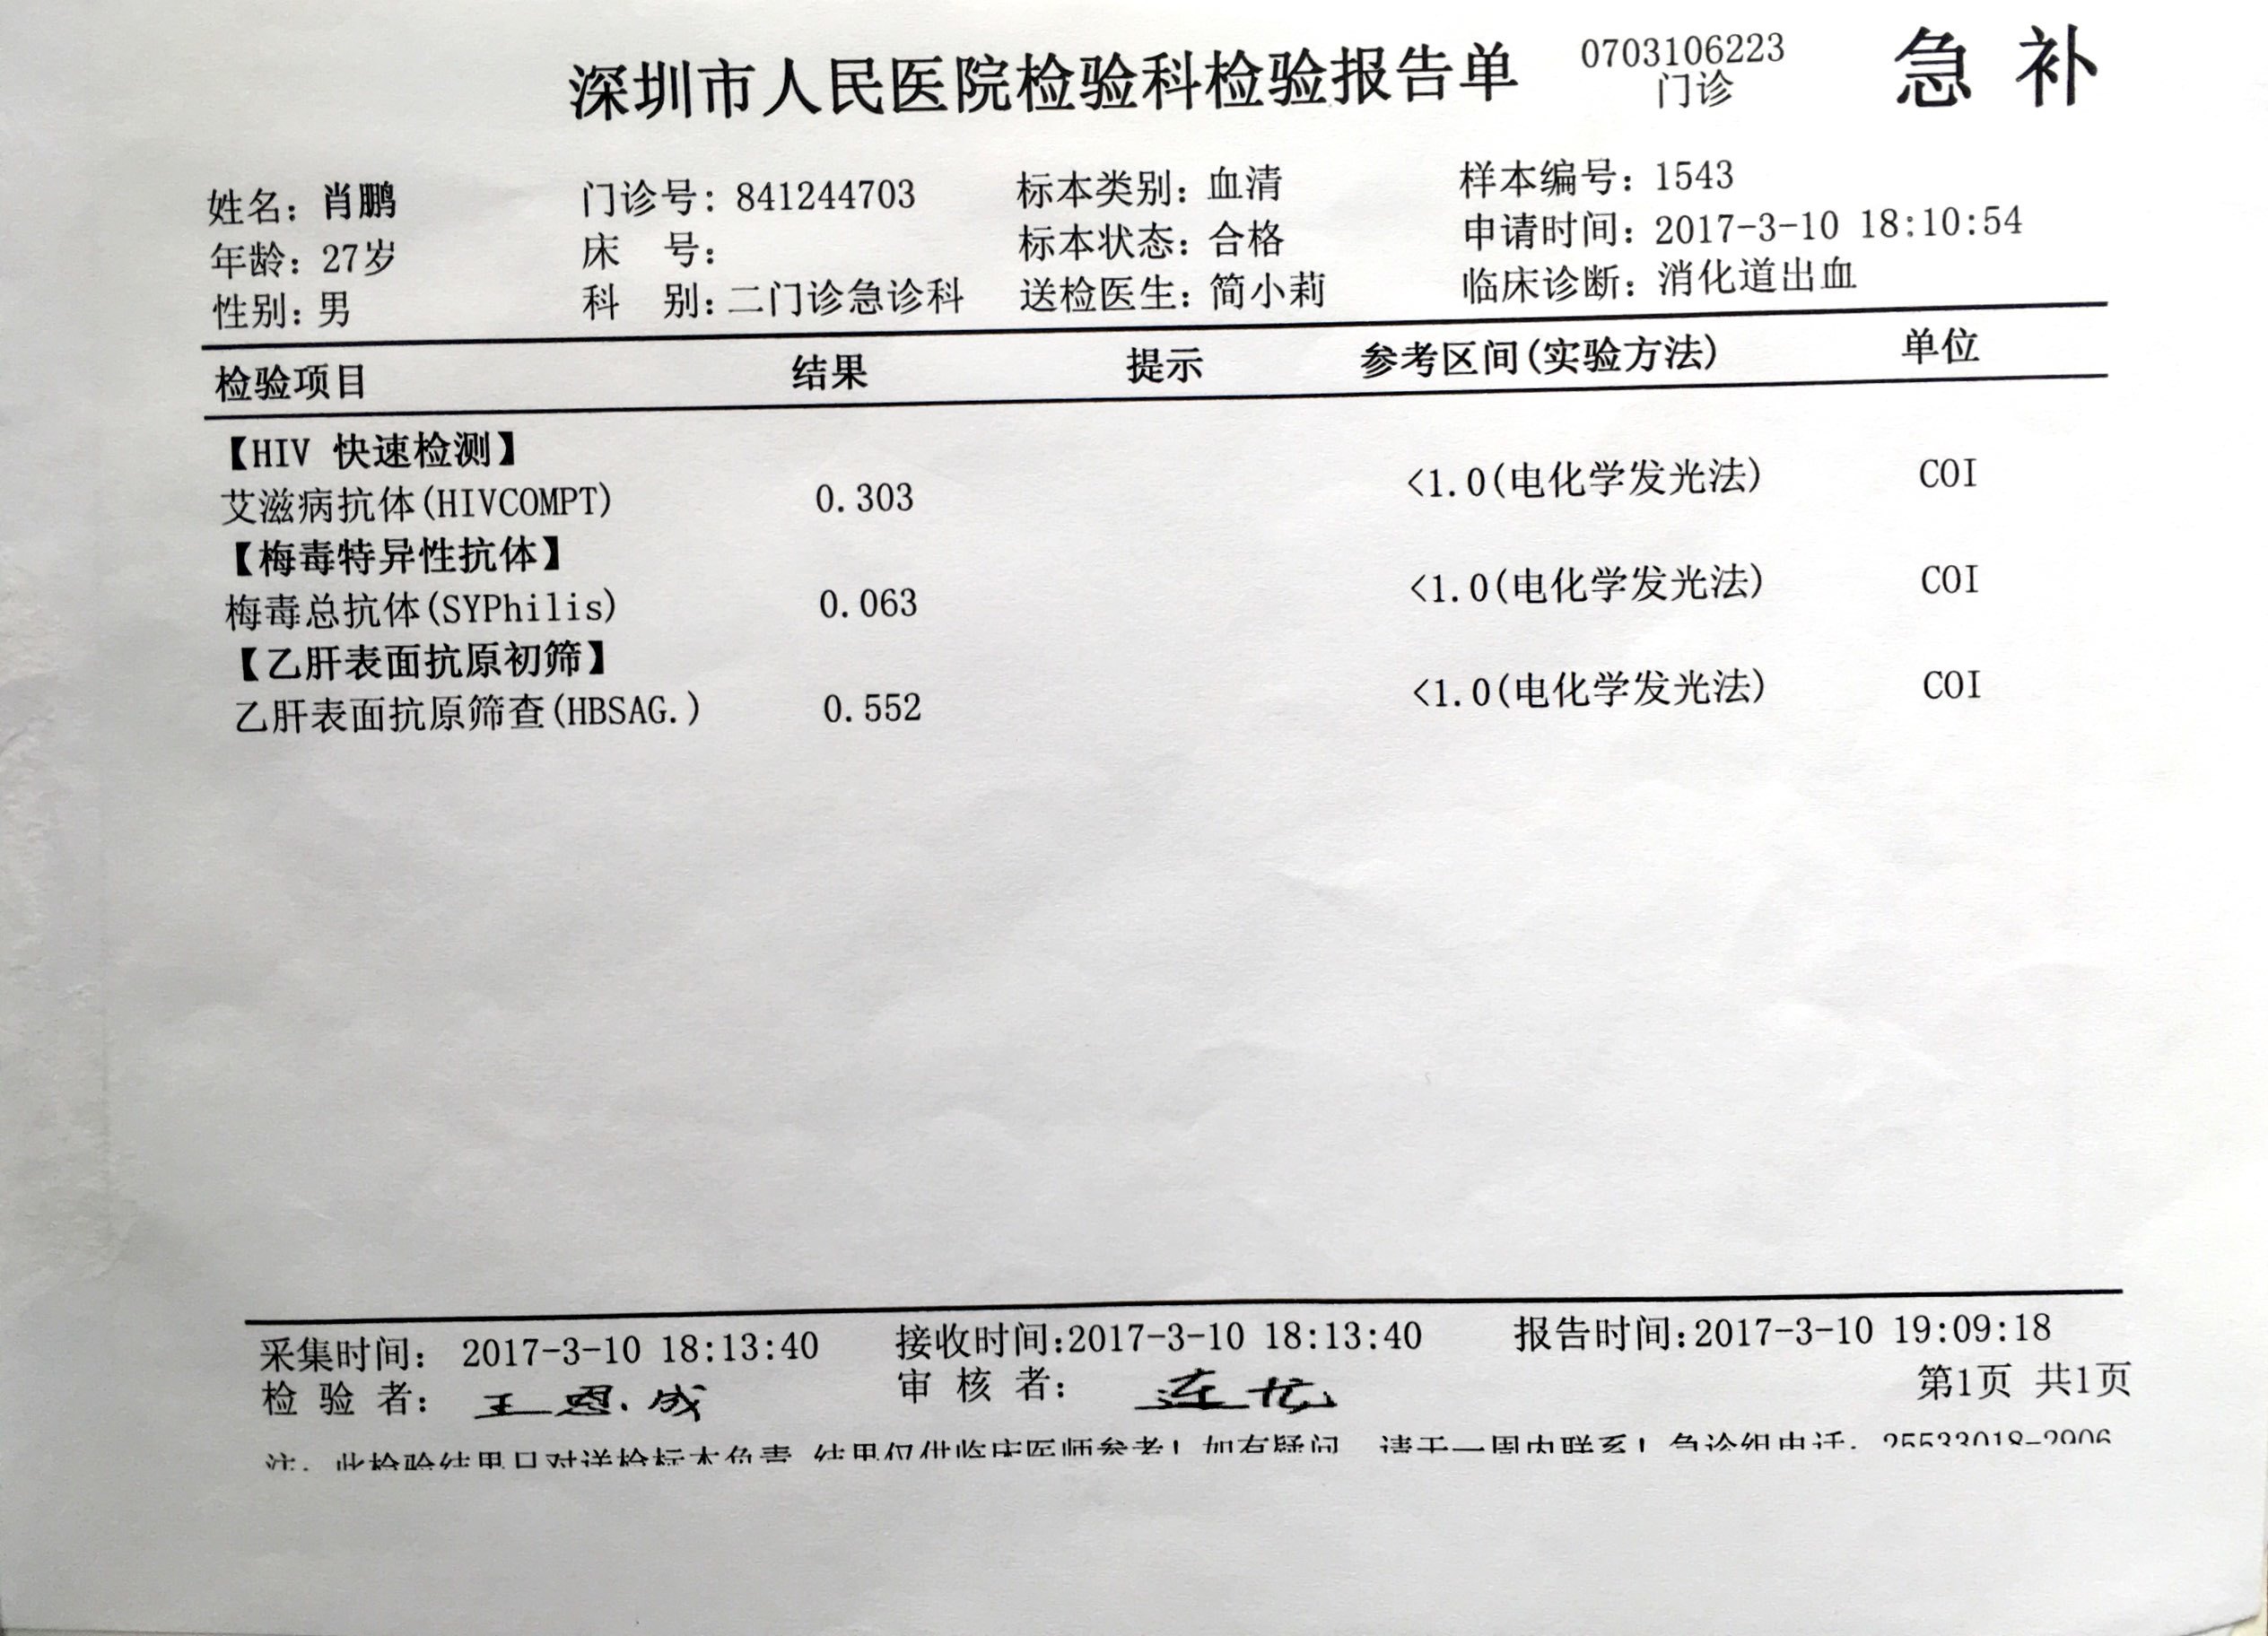 深圳市人民医院检验科检验报告单 0703106223 急 补
门诊
姓名：肖鹏 门诊号：841244703 标本类别：血清 样本编号：1543
年龄：27岁 床 号： 标本状态：合格 申请时间：2017-3-10 18:10:54
性别：男 科 别：二门诊急诊科 送检医生：简小莉 临床诊断：消化道出血
检验项目 结果 提示 参考区间(实验方法) 单位
【HIV 快速检测】
艾滋病抗体(HIVCOMPT) 0.303 <1.0(电化学发光法) COI
【梅毒特异性抗体】
梅毒总抗体(SYPhilis) 0.063 <1.0(电化学发光法) COI
【乙肝表面抗原初筛】
乙肝表面抗原筛查(HBSAG.) 0.552 <1.0(电化学发光法) COI
采集时间： 2017-3-10 18:13:40 接收时间:2017-3-10 18:13:40 报告时间:2017-3-10 19:09:18
检 验 者： 王恩成 审 核 者： 第1页 共1页
注：此检验结果只对送检标本负责 结果仅供临床医师参考！如有疑问 请于一周内联系！急诊组电话：25533018-2906